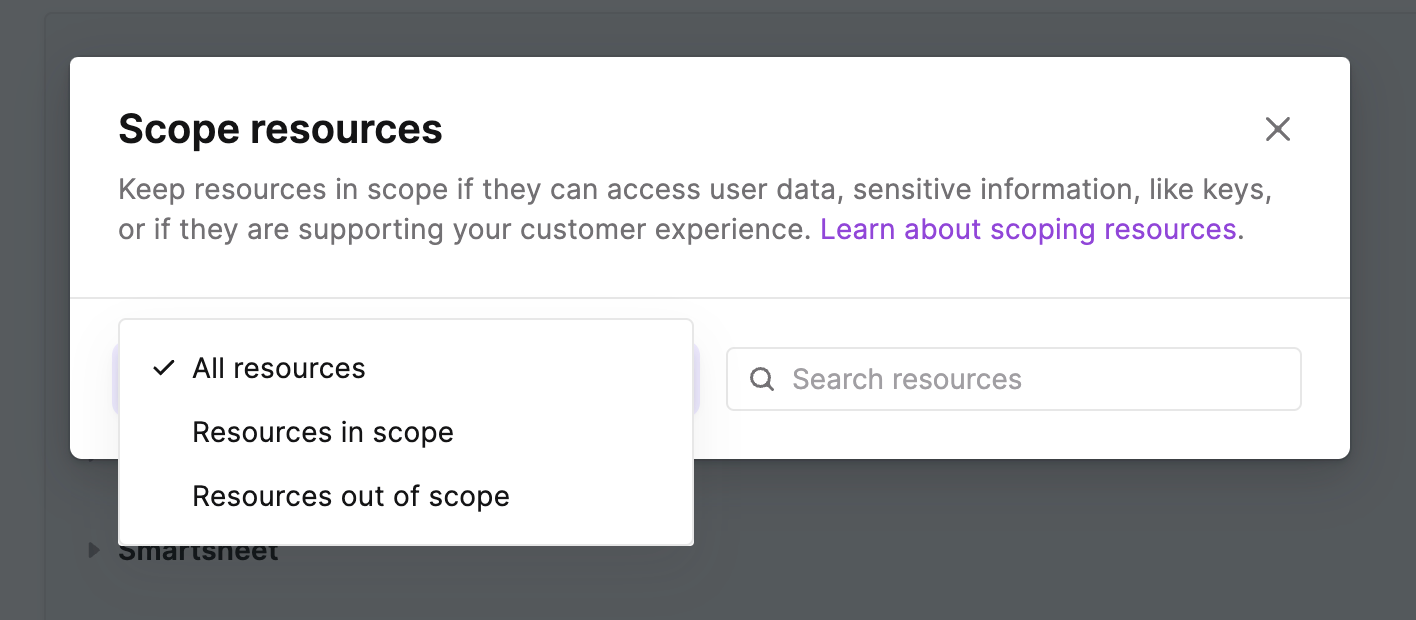 Scope resources
Keep resources in scope if they can access user data, sensitive information, like keys,
or if they are supporting your customer experience. Learn about scoping resources.
All resources
Search resources
Resources in scope
Resources out of scope
Smartsheet